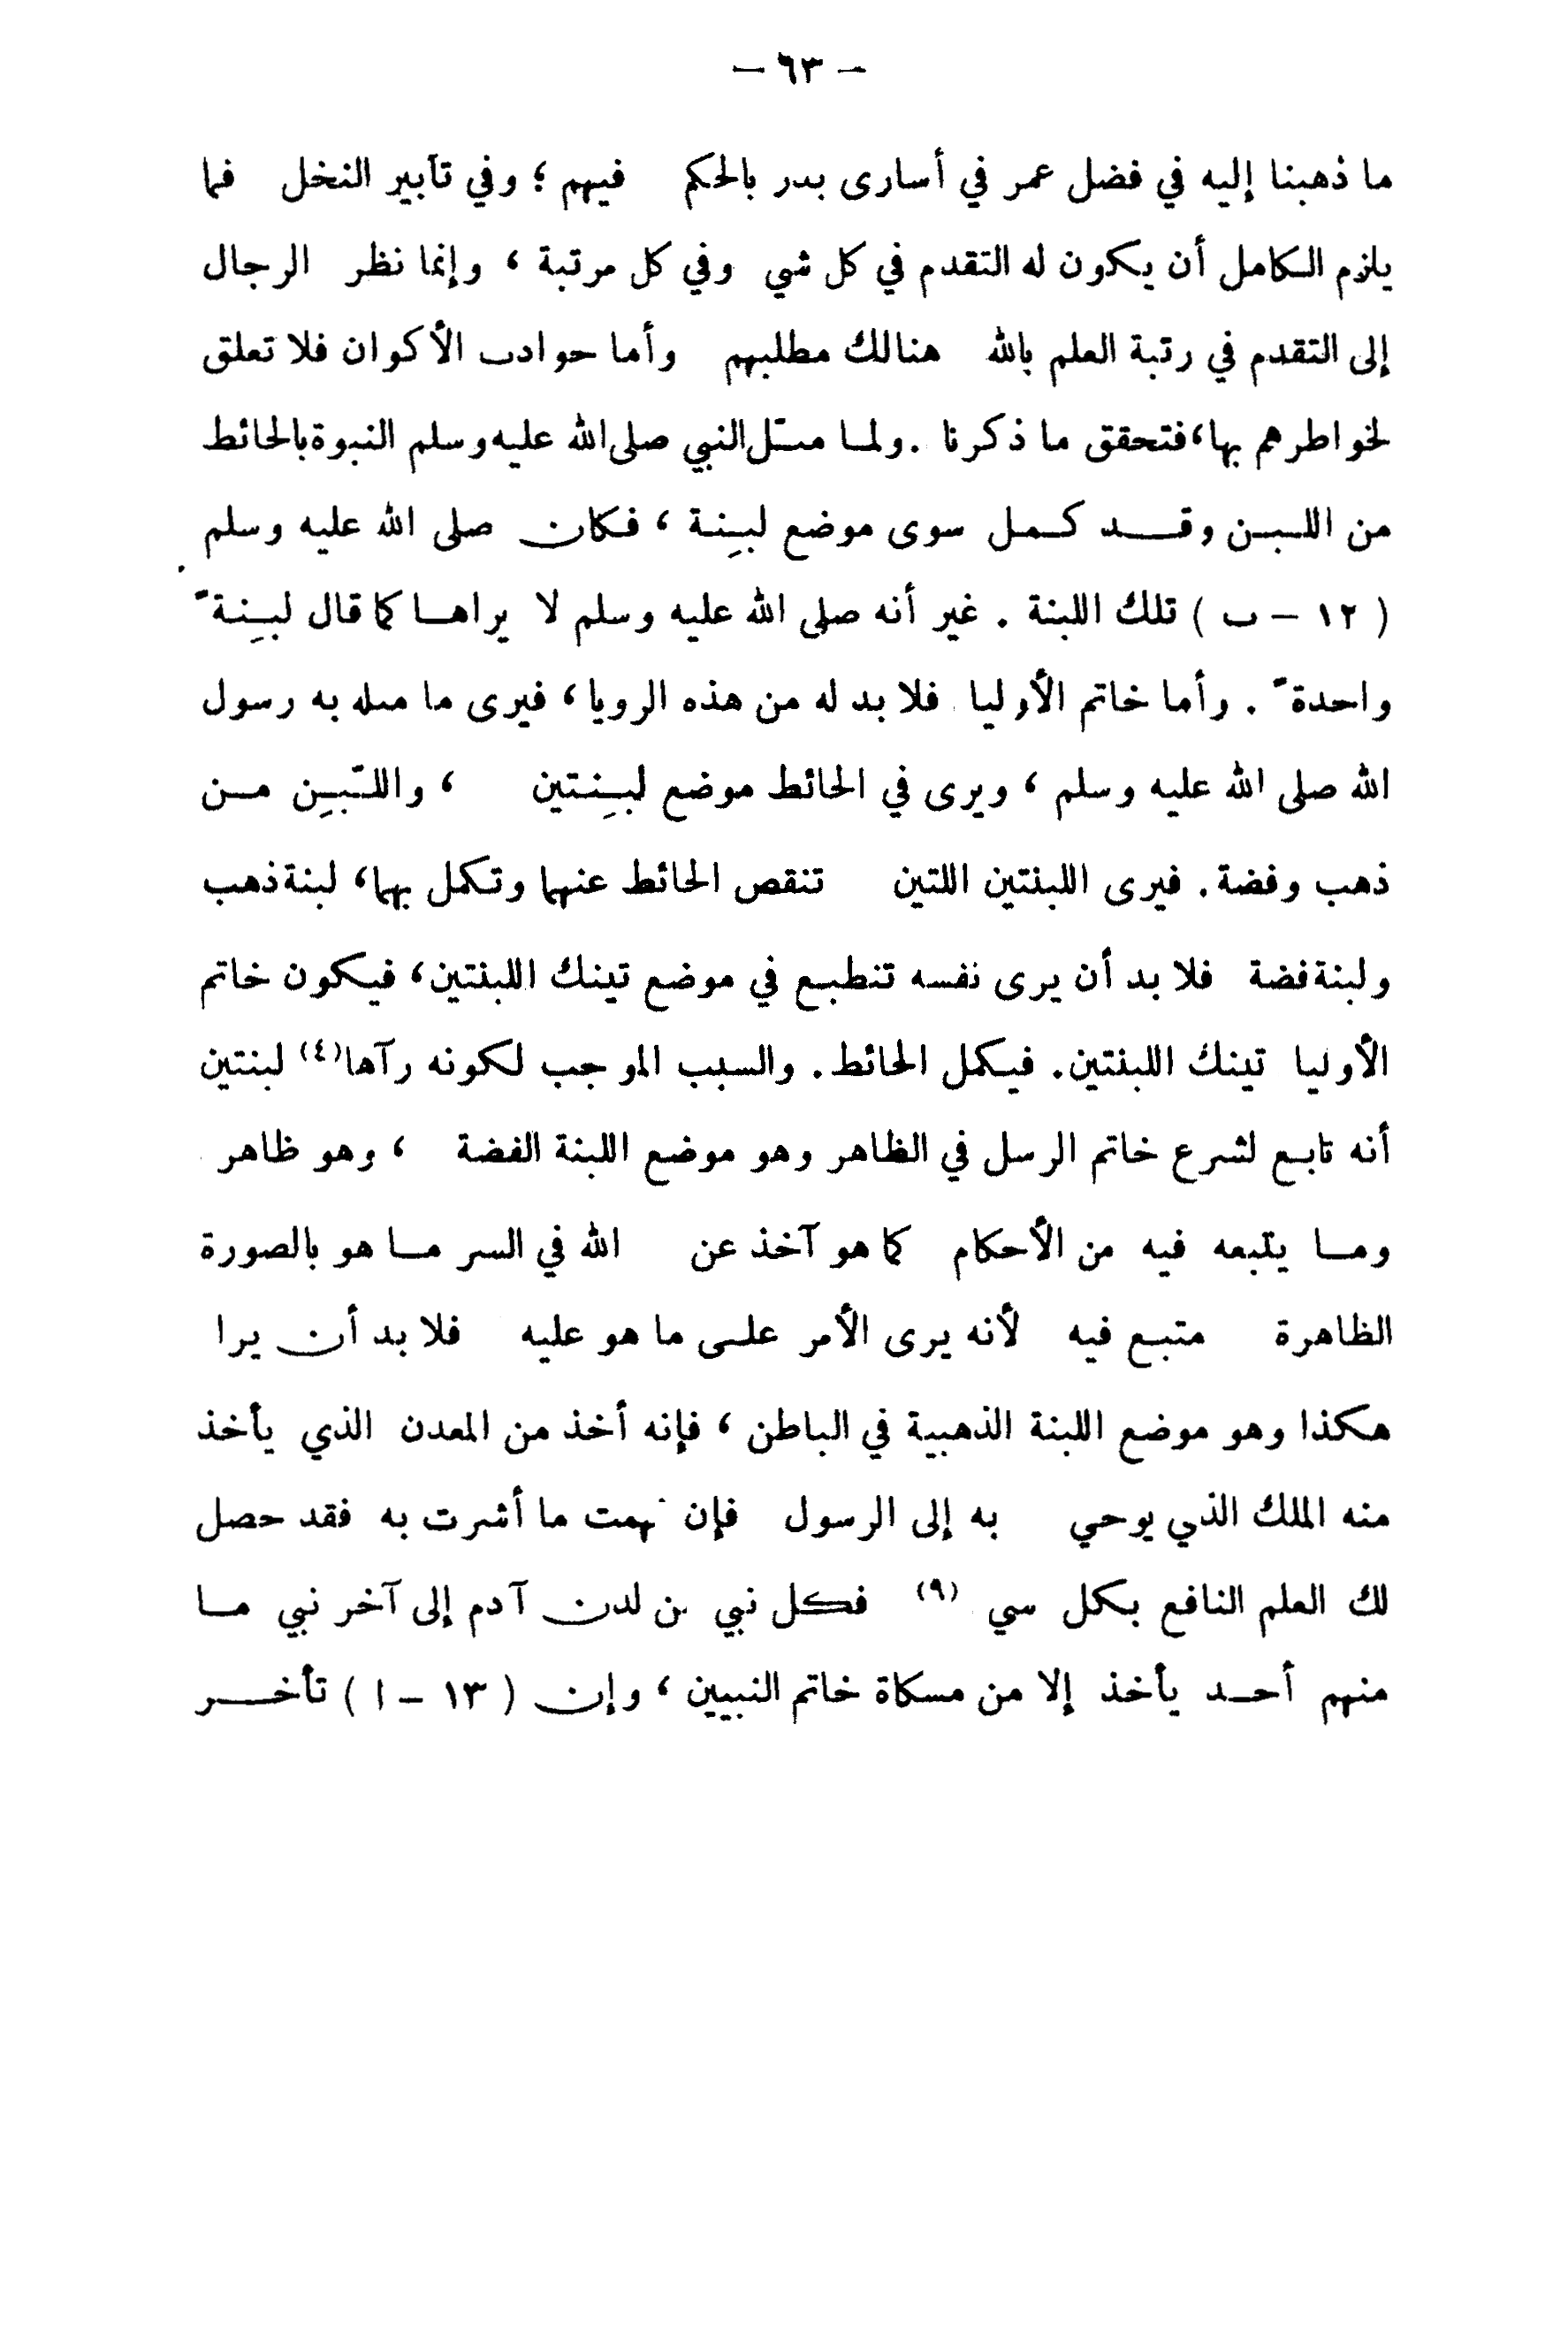 – ٦٣ –
ما ذهبنا إليه في فضل عمر في أسارى بدر بالحكم فيهم ؛ وفي تأبير النخل فما
يلزم الكامل أن يكون له التقدم في كل شي وفي كل مرتبة ، وإنما نظر الرجال
إلى التقدم في رتبة العلم بالله هنالك مطلبهم وأما حوادث الأكوان فلا تعلق
لخواطرهم بها، فتحقق ما ذكرنا . ولما مثّل النبي صلى الله عليه وسلم النبوة بالحائط
من اللبن وقد كمل سوى موضع لبِنة ، فكان صلى الله عليه وسلم
( ١٢ – ب ) تلك اللبنة . غير أنه صلى الله عليه وسلم لا يراها كما قال لبِنةً
واحدةً . وأما خاتم الأوليا فلا بد له من هذه الرويا ، فيرى ما مثله به رسول
الله صلى الله عليه وسلم ، ويرى في الحائط موضع لبِنتين ، واللّبِن من
ذهب وفضة . فيرى اللبنتين اللتين تنقص الحائط عنهما وتكمل بهما، لبنة ذهب
ولبنة فضة فلا بد أن يرى نفسه تنطبع في موضع تينك اللبنتين، فيكون خاتم
الأوليا تينك اللبنتين. فيكمل الحائط . والسبب الموجب لكونه رآها(٤) لبنتين
أنه تابع لشرع خاتم الرسل في الظاهر وهو موضع اللبنة الفضة ، وهو ظاهر
وما يتبعه فيه من الأحكام كما هو آخذ عن الله في السر ما هو بالصورة
الظاهرة متبع فيه لأنه يرى الأمر على ما هو عليه فلا بد أن يرا
هكذا وهو موضع اللبنة الذهبية في الباطن ، فإنه أخذ من المعدن الذي يأخذ
منه الملك الذي يوحي به إلى الرسول فإن فهمت ما أشرت به فقد حصل
لك العلم النافع بكل شي (٩) فكل نبي من لدن آدم إلى آخر نبي ما
منهم أحد يأخذ إلا من مشكاة خاتم النبيين ، وإن ( ١٣ – ا ) تأخر